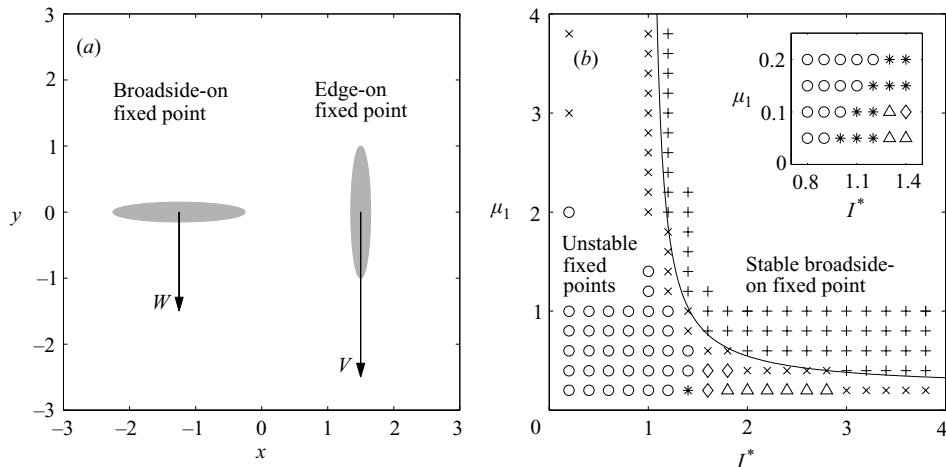 (a)
Broadside-on
fixed point
Edge-on
fixed point
W
V
y
3
2
1
0
−1
−2
−3
−3 −2 −1 0 1 2 3
x
(b)
μ1
4
3
2
1
0
Unstable
fixed
points
Stable broadside-
on fixed point
1 2 3 4
I*
μ1
0.2
0.1
0
0.8 1.1 1.4
I*